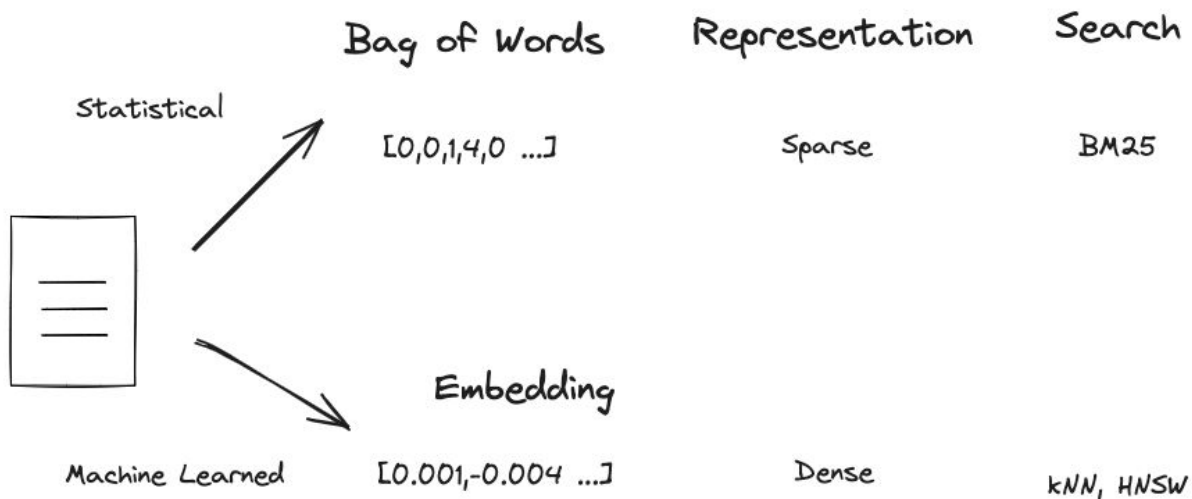 Bag of Words Representation Search
Statistical
[0,0,1,4,0 ...] Sparse BM25
Embedding
Machine Learned [0.001,-0.004 ...] Dense kNN, HNSW